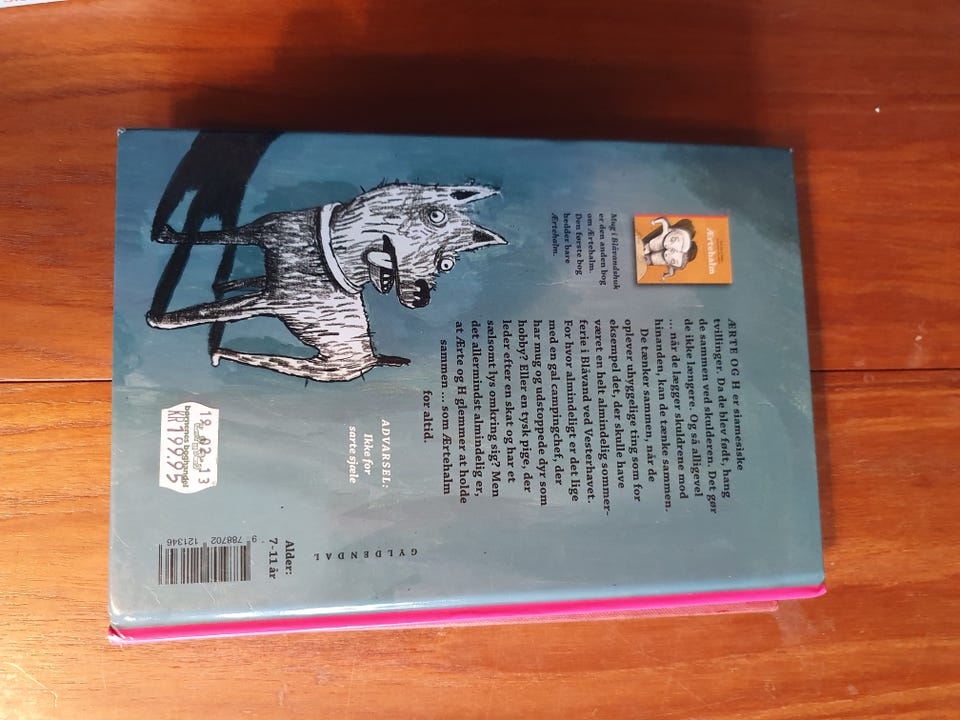 Ærtehalm
Mug i Blåvandshuk
er den anden bog
om Ærtehalm.
Den første bog
hedder bare
Ærtehalm.
ÆRTE OG H er siamesiske
tvillinger. Da de blev født, hang
de sammen ved skulderen. Det gør
de ikke længere. Og så alligevel
... når de lægger skuldrene mod
hinanden, kan de tænke sammen.
De tænker sammen, når de
oplever uhyggelige ting som for
eksempel det, der skulle have
været en helt almindelig sommer-
ferie i Blåvand ved Vesterhavet.
For hvor almindeligt er det lige
med en gal campingchef, der
har mug og udstoppede dyr som
hobby? Eller en tysk pige, der
leder efter en skat og har et
sælsomt lys omkring sig? Men
det allermindst almindelig er,
at Ærte og H glemmer at holde
sammen ... som Ærtehalm
for altid.
ADVARSEL:
Ikke for
sarte sjæle
19.02.13
børnenes boghandel
KR 199.95
GYLDENDAL
Alder:
7-11 år
9 788702 121346